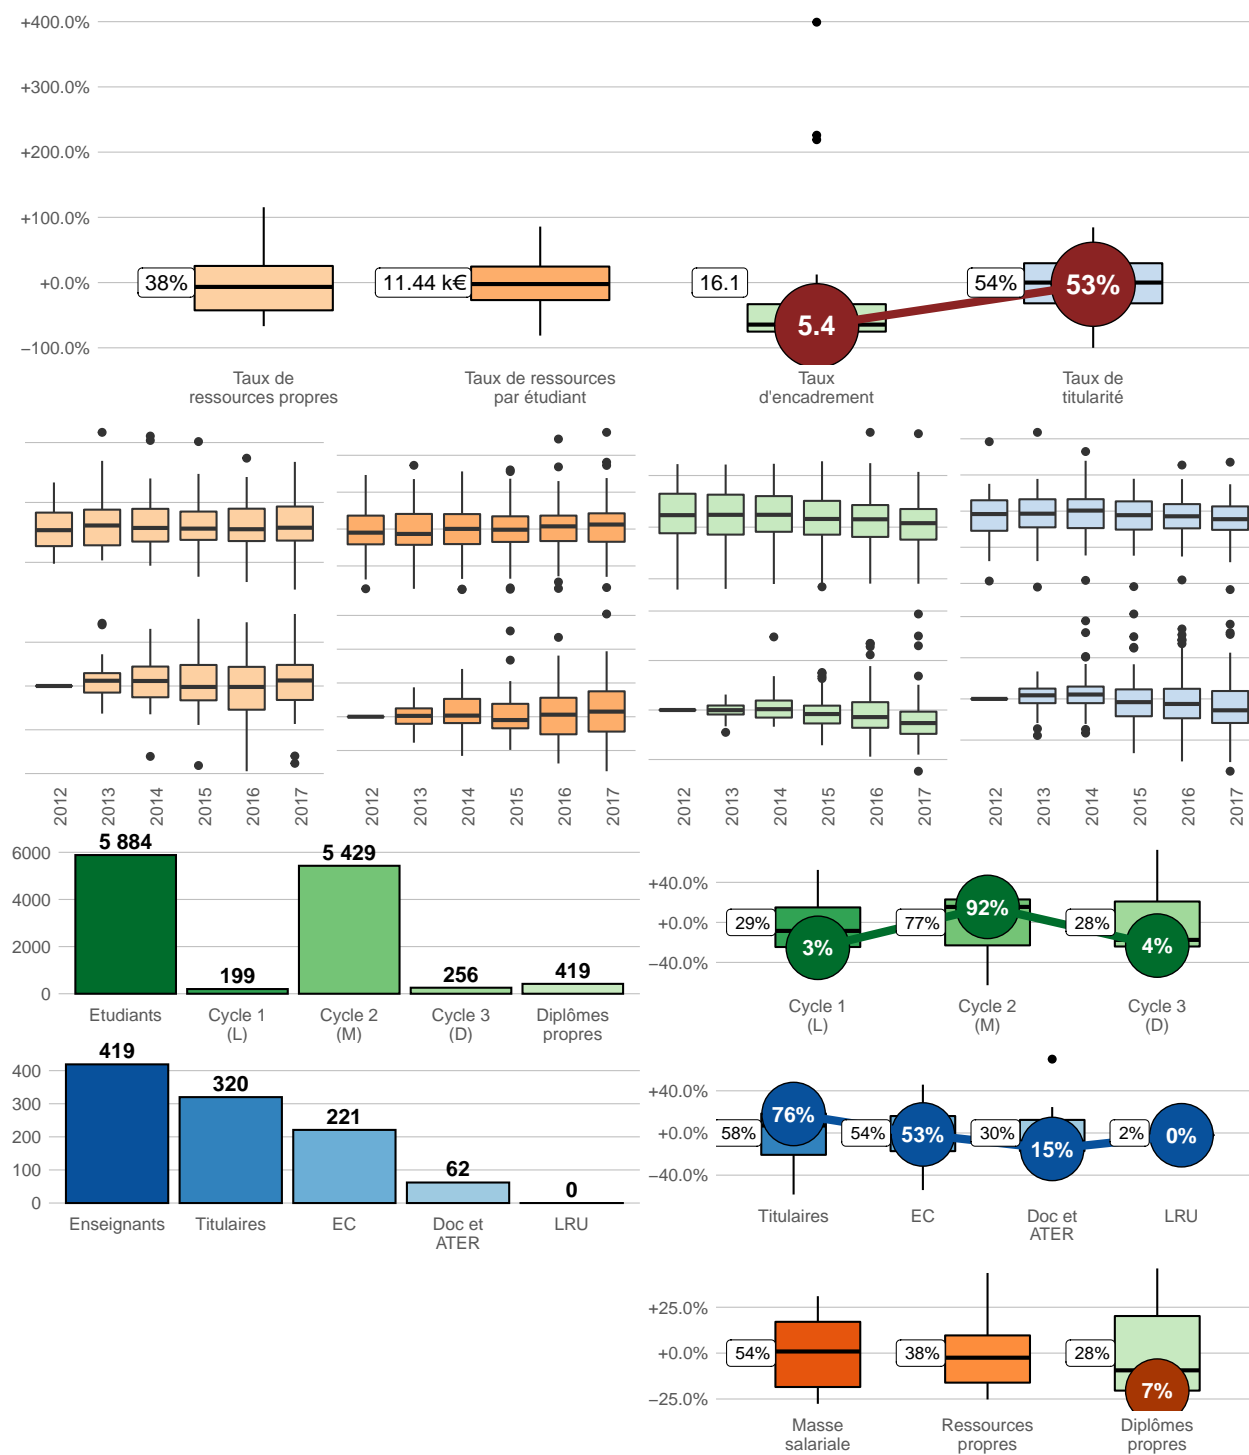 +400.0%
+300.0%
+200.0%
+100.0%
+0.0%
−100.0%
38%
11.44 k€
16.1
5.4
54%
53%
Taux de
ressources propres
Taux de ressources
par étudiant
Taux
d'encadrement
Taux de
titularité
2012
2013
2014
2015
2016
2017
2012
2013
2014
2015
2016
2017
2012
2013
2014
2015
2016
2017
2012
2013
2014
2015
2016
2017
6000
4000
2000
0
5 884
199
5 429
256
419
Etudiants
Cycle 1
(L)
Cycle 2
(M)
Cycle 3
(D)
Diplômes
propres
+40.0%
+0.0%
−40.0%
29%
3%
77%
92%
28%
4%
Cycle 1
(L)
Cycle 2
(M)
Cycle 3
(D)
400
300
200
100
0
419
320
221
62
0
Enseignants
Titulaires
EC
Doc et
ATER
LRU
+40.0%
+0.0%
−40.0%
58%
76%
54%
53%
30%
15%
2%
0%
Titulaires
EC
Doc et
ATER
LRU
+25.0%
+0.0%
−25.0%
54%
38%
28%
7%
Masse
salariale
Ressources
propres
Diplômes
propres